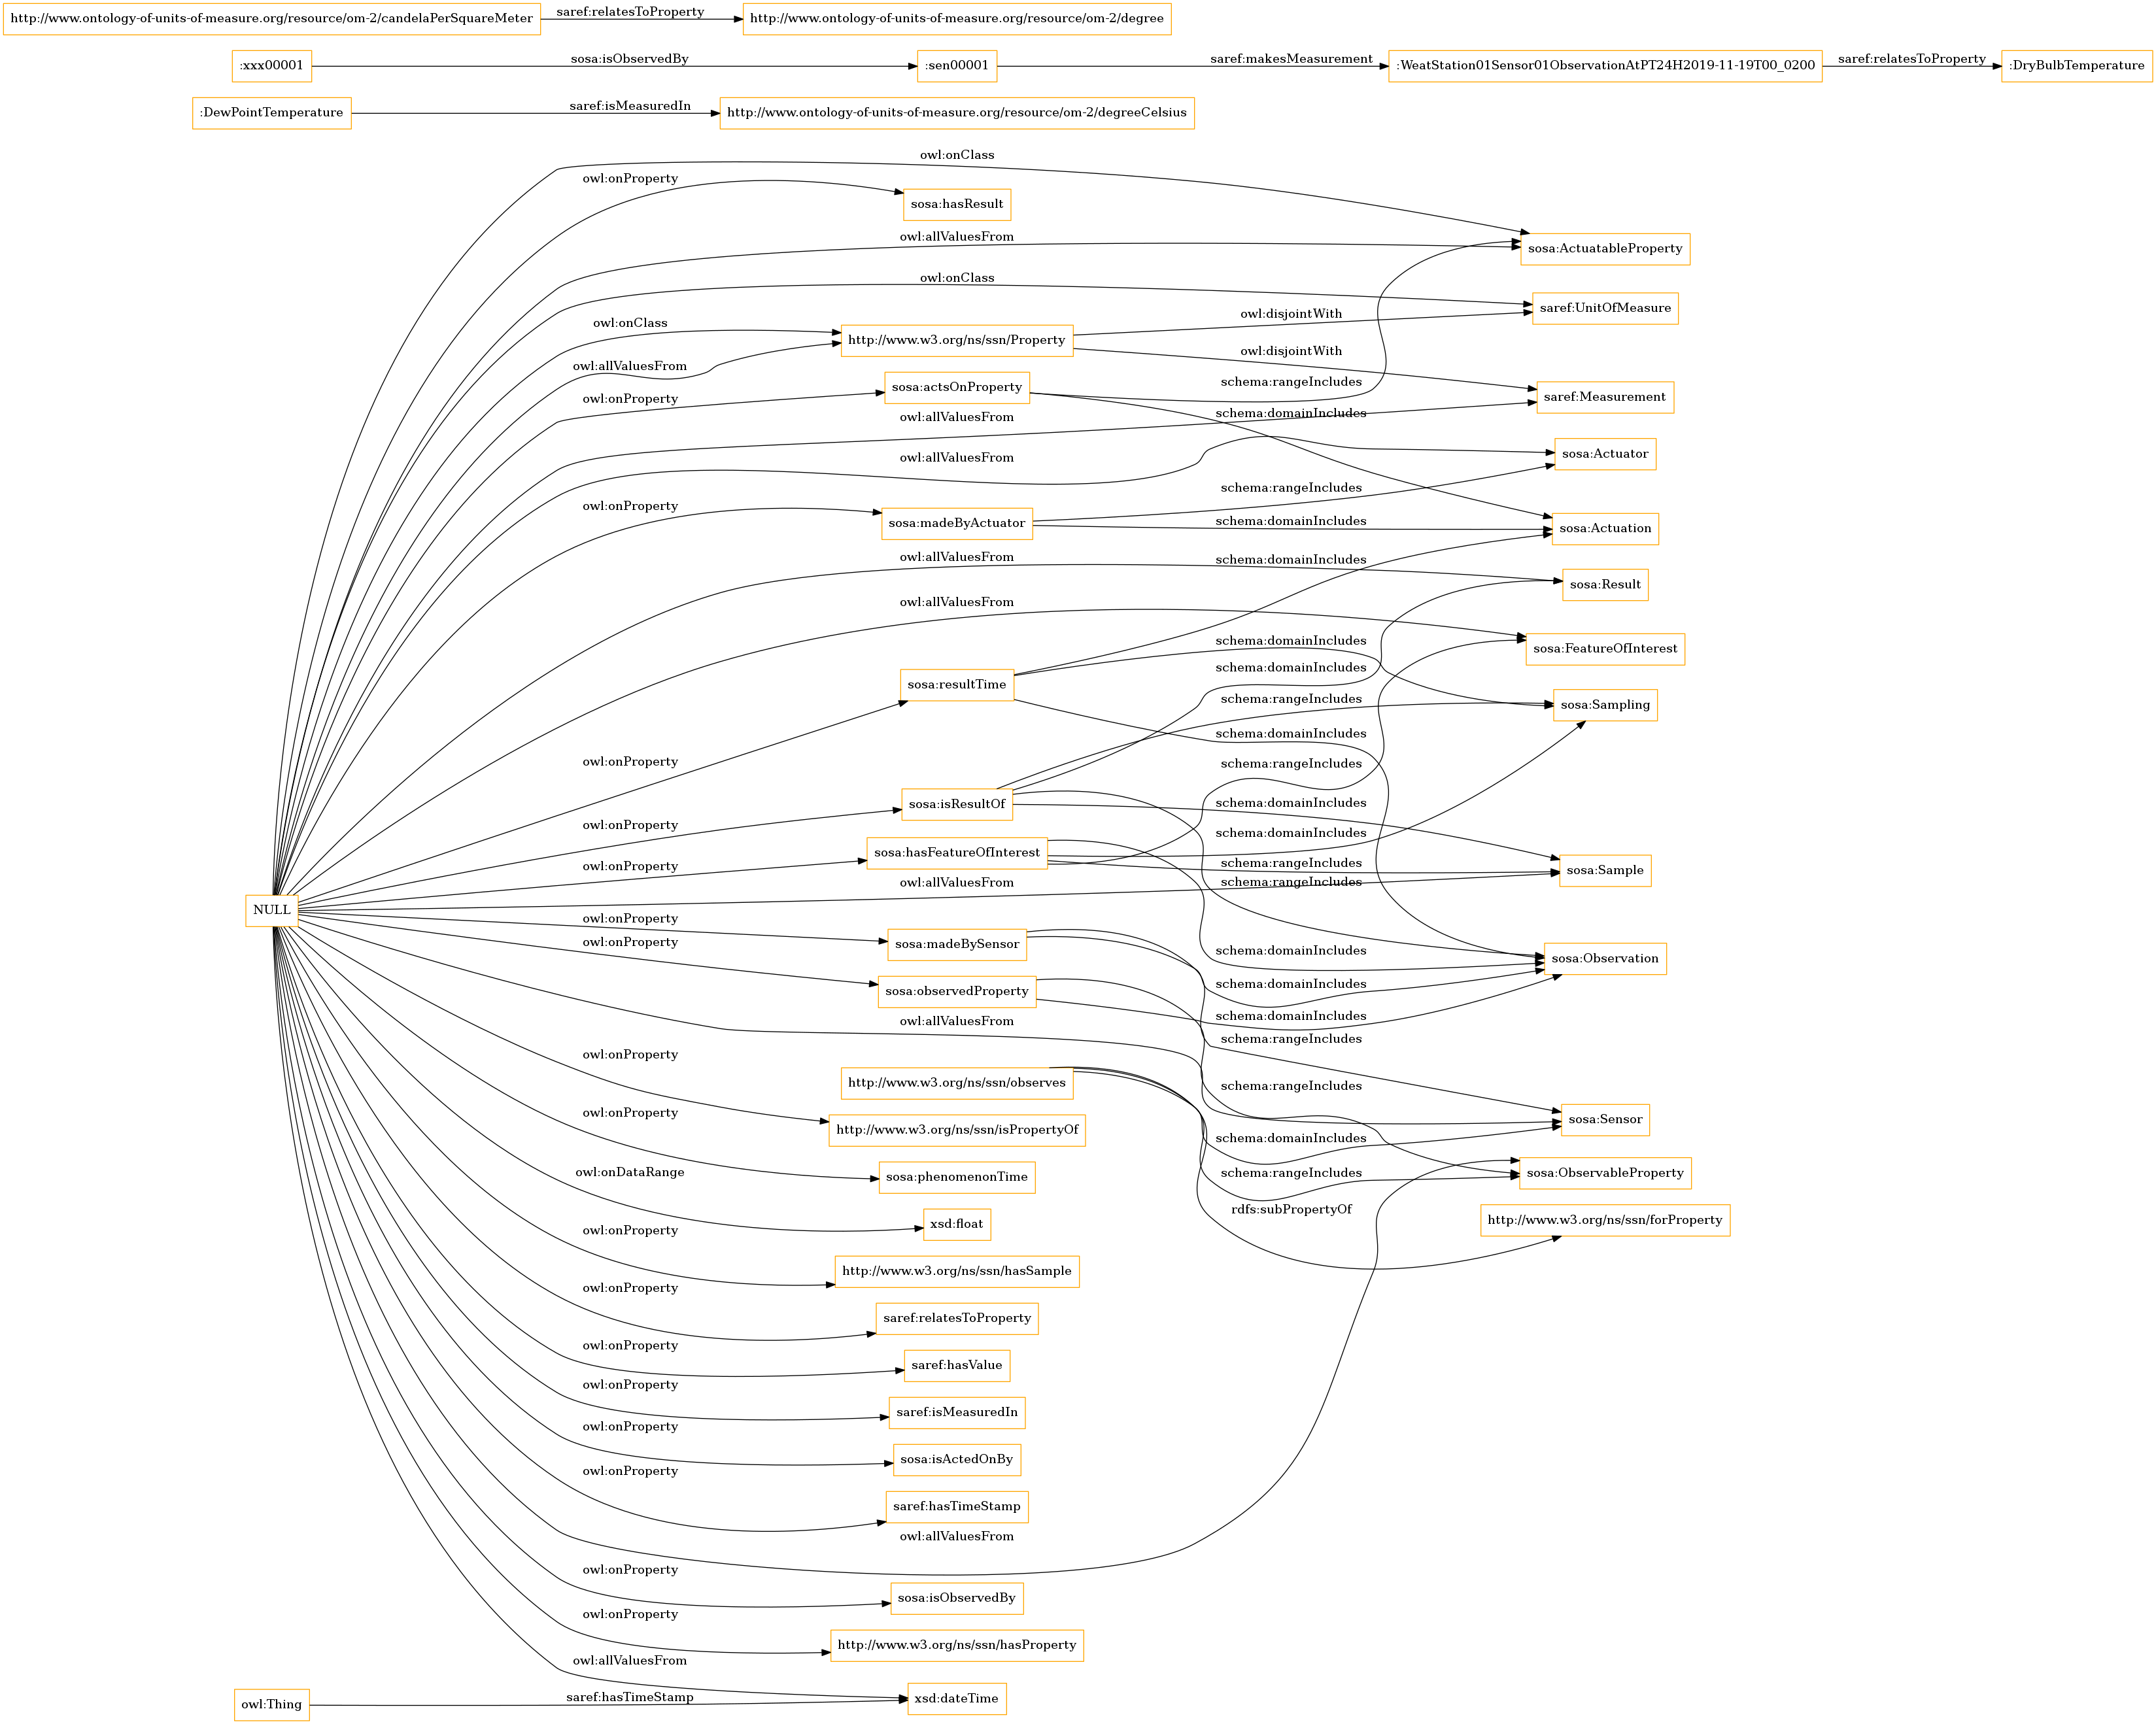 http://www.ontology-of-units-of-measure.org/resource/om-2/candelaPerSquareMeter
saref:relatesToProperty
http://www.ontology-of-units-of-measure.org/resource/om-2/degree
:xxx00001
sosa:isObservedBy
:sen00001
saref:makesMeasurement
:WeatStation01Sensor01ObservationAtPT24H2019-11-19T00_0200
saref:relatesToProperty
:DryBulbTemperature
:DewPointTemperature
saref:isMeasuredIn
http://www.ontology-of-units-of-measure.org/resource/om-2/degreeCelsius
owl:onClass
owl:onProperty
sosa:hasResult
owl:allValuesFrom
sosa:ActuatableProperty
owl:onClass
saref:UnitOfMeasure
owl:onClass
http://www.w3.org/ns/ssn/Property
owl:disjointWith
owl:disjointWith
owl:allValuesFrom
sosa:actsOnProperty
schema:rangeIncludes
owl:onProperty
saref:Measurement
owl:allValuesFrom
schema:domainIncludes
owl:allValuesFrom
sosa:Actuator
schema:rangeIncludes
owl:onProperty
sosa:madeByActuator
schema:domainIncludes
sosa:Actuation
owl:allValuesFrom
schema:domainIncludes
sosa:Result
owl:allValuesFrom
schema:domainIncludes
sosa:FeatureOfInterest
schema:domainIncludes
sosa:resultTime
schema:rangeIncludes
sosa:Sampling
schema:domainIncludes
owl:onProperty
schema:rangeIncludes
sosa:isResultOf
schema:domainIncludes
owl:onProperty
schema:domainIncludes
sosa:hasFeatureOfInterest
owl:onProperty
schema:rangeIncludes
sosa:Sample
owl:allValuesFrom
schema:rangeIncludes
NULL
owl:onProperty
sosa:madeBySensor
owl:onProperty
schema:domainIncludes
sosa:Observation
sosa:observedProperty
schema:domainIncludes
owl:allValuesFrom
schema:domainIncludes
schema:rangeIncludes
owl:onProperty
http://www.w3.org/ns/ssn/observes
schema:rangeIncludes
owl:onProperty
http://www.w3.org/ns/ssn/isPropertyOf
schema:domainIncludes
sosa:Sensor
owl:onDataRange
sosa:phenomenonTime
schema:rangeIncludes
sosa:ObservableProperty
rdfs:subPropertyOf
http://www.w3.org/ns/ssn/forProperty
xsd:float
owl:onProperty
http://www.w3.org/ns/ssn/hasSample
owl:onProperty
saref:relatesToProperty
owl:onProperty
saref:hasValue
owl:onProperty
saref:isMeasuredIn
owl:onProperty
sosa:isActedOnBy
owl:onProperty
saref:hasTimeStamp
owl:allValuesFrom
owl:onProperty
sosa:isObservedBy
owl:onProperty
http://www.w3.org/ns/ssn/hasProperty
owl:allValuesFrom
owl:Thing
saref:hasTimeStamp
xsd:dateTime